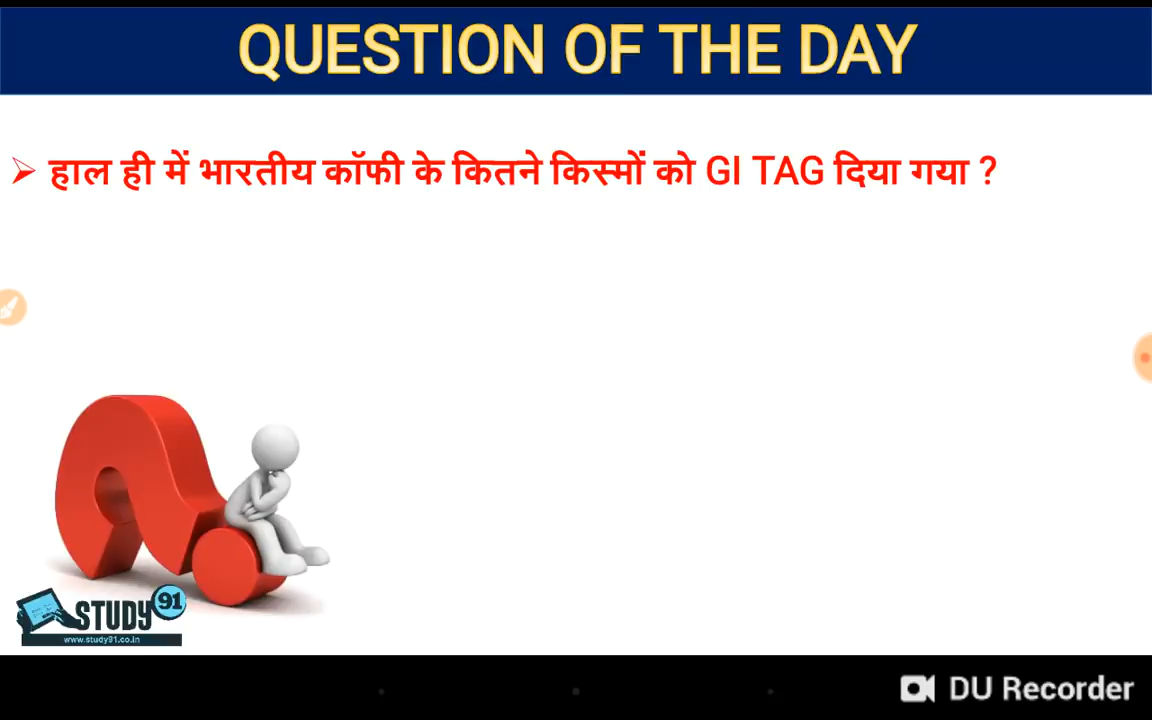 QUESTION OF THE DAY
➢ हाल ही में भारतीय कॉफी के कितने किस्मों को GI TAG दिया गया ?
STUDY 91
www.study91.co.in
DU Recorder